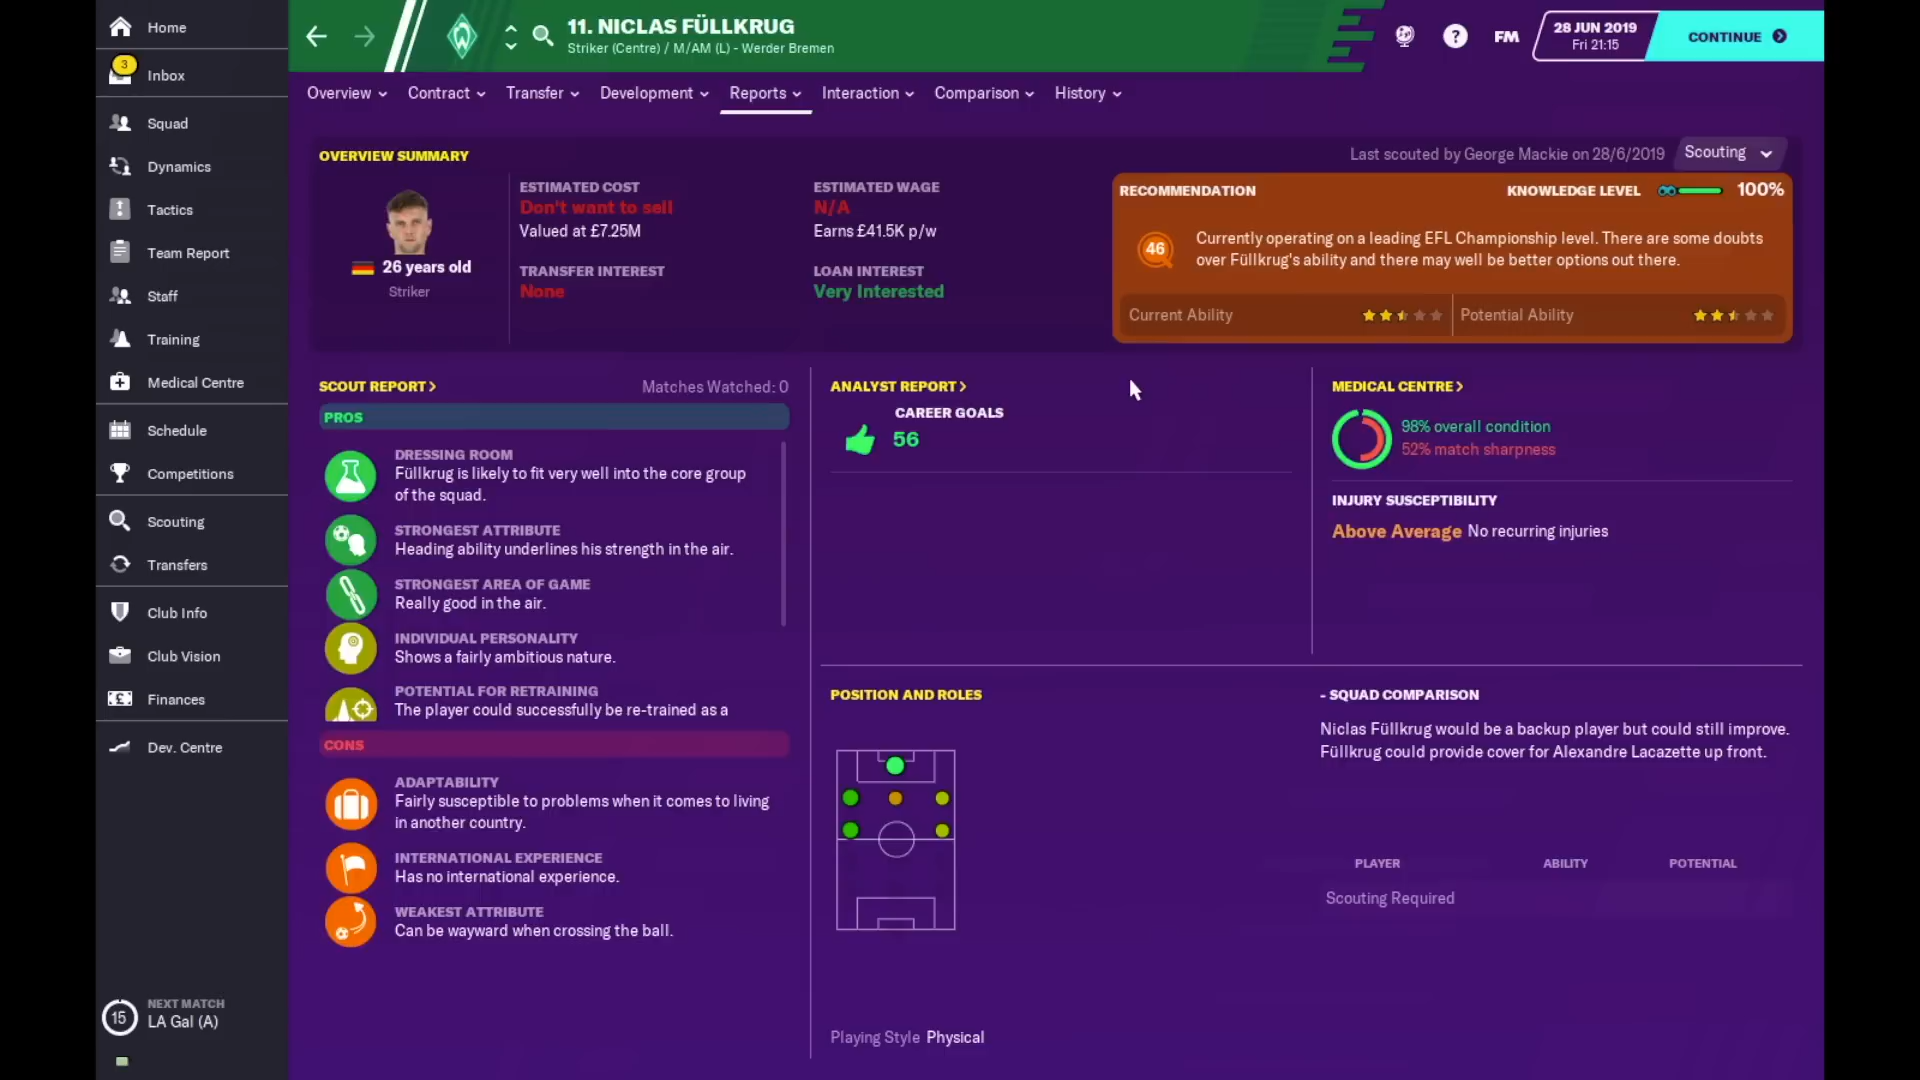 Home
3
Inbox
Squad
Dynamics
Tactics
Team Report
Staff
Training
Medical Centre
Schedule
Competitions
Scouting
Transfers
Club Info
Club Vision
Finances
Dev. Centre
15
NEXT MATCH
LA Gal (A)
11. NICLAS FÜLLKRUG
Striker (Centre) / M/AM (L) - Werder Bremen
?
FM
28 JUN 2019
Fri 21:15
CONTINUE
Overview Contract Transfer Development Reports Interaction Comparison History
OVERVIEW SUMMARY
Last scouted by George Mackie on 28/6/2019
Scouting
26 years old
Striker
ESTIMATED COST
Don't want to sell
Valued at £7.25M
TRANSFER INTEREST
None
ESTIMATED WAGE
N/A
Earns £41.5K p/w
LOAN INTEREST
Very Interested
RECOMMENDATION
KNOWLEDGE LEVEL 100%
46
Currently operating on a leading EFL Championship level. There are some doubts
over Füllkrug's ability and there may well be better options out there.
Current Ability
Potential Ability
SCOUT REPORT >
Matches Watched: 0
PROS
DRESSING ROOM
Füllkrug is likely to fit very well into the core group
of the squad.
STRONGEST ATTRIBUTE
Heading ability underlines his strength in the air.
STRONGEST AREA OF GAME
Really good in the air.
INDIVIDUAL PERSONALITY
Shows a fairly ambitious nature.
POTENTIAL FOR RETRAINING
The player could successfully be re-trained as a
CONS
ADAPTABILITY
Fairly susceptible to problems when it comes to living
in another country.
INTERNATIONAL EXPERIENCE
Has no international experience.
WEAKEST ATTRIBUTE
Can be wayward when crossing the ball.
ANALYST REPORT >
CAREER GOALS
56
MEDICAL CENTRE >
98% overall condition
52% match sharpness
INJURY SUSCEPTIBILITY
Above Average No recurring injuries
POSITION AND ROLES
Playing Style Physical
- SQUAD COMPARISON
Niclas Füllkrug would be a backup player but could still improve.
Füllkrug could provide cover for Alexandre Lacazette up front.
PLAYER ABILITY POTENTIAL
Scouting Required